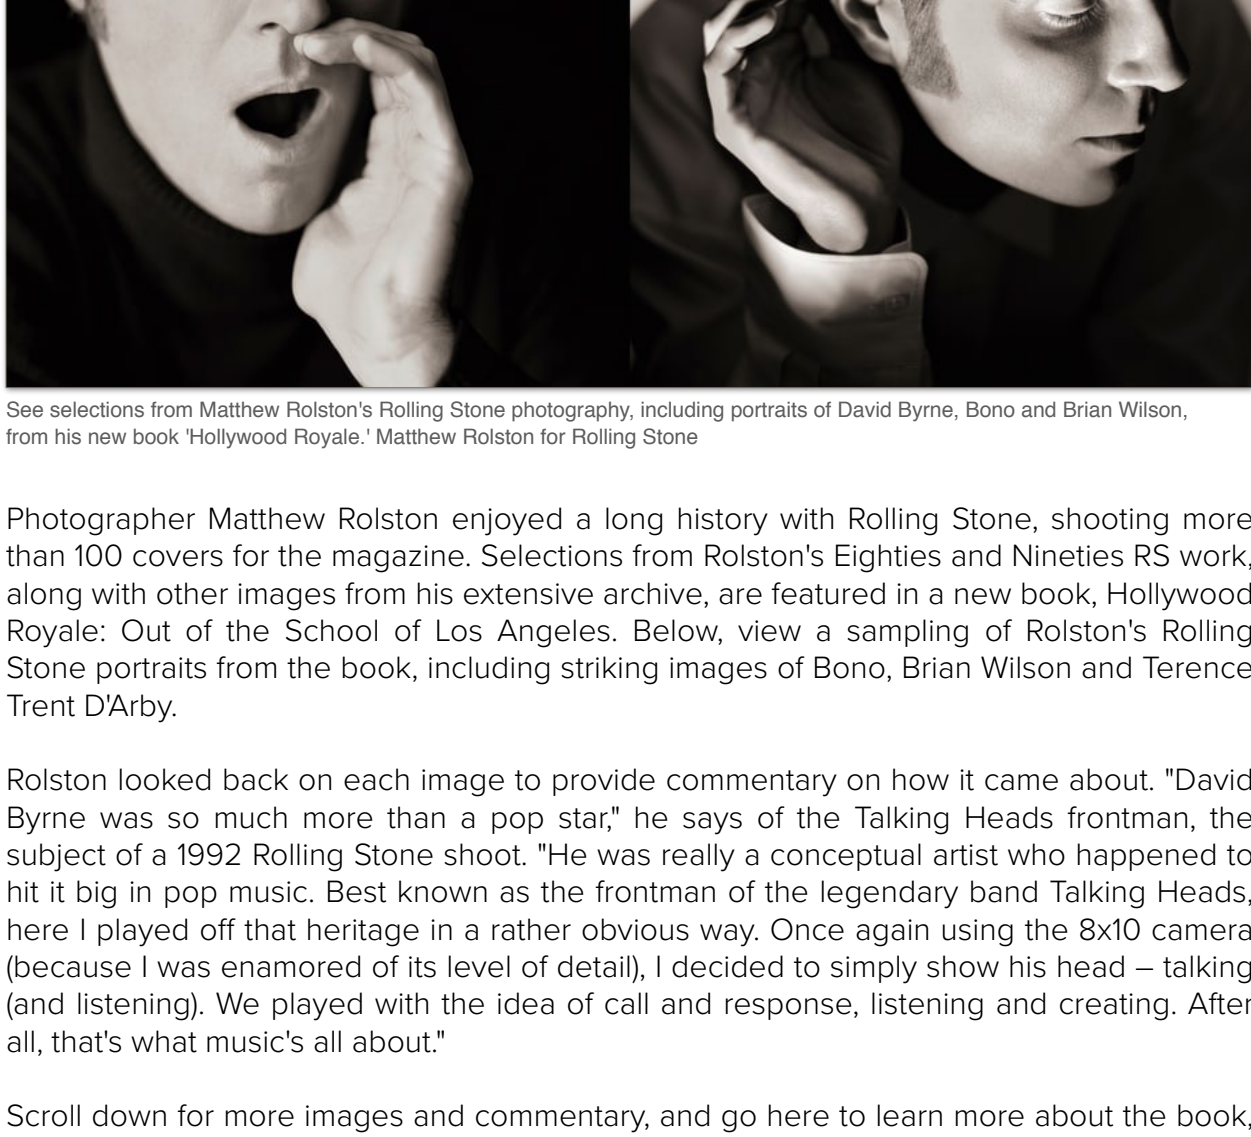 See selections from Matthew Rolston's Rolling Stone photography, including portraits of David Byrne, Bono and Brian Wilson,
from his new book 'Hollywood Royale.' Matthew Rolston for Rolling Stone
Photographer Matthew Rolston enjoyed a long history with Rolling Stone, shooting more
than 100 covers for the magazine. Selections from Rolston's Eighties and Nineties RS work,
along with other images from his extensive archive, are featured in a new book, Hollywood
Royale: Out of the School of Los Angeles. Below, view a sampling of Rolston's Rolling
Stone portraits from the book, including striking images of Bono, Brian Wilson and Terence
Trent D'Arby.
Rolston looked back on each image to provide commentary on how it came about. "David
Byrne was so much more than a pop star," he says of the Talking Heads frontman, the
subject of a 1992 Rolling Stone shoot. "He was really a conceptual artist who happened to
hit it big in pop music. Best known as the frontman of the legendary band Talking Heads,
here I played off that heritage in a rather obvious way. Once again using the 8x10 camera
(because I was enamored of its level of detail), I decided to simply show his head – talking
(and listening). We played with the idea of call and response, listening and creating. After
all, that's what music's all about."
Scroll down for more images and commentary, and go here to learn more about the book,